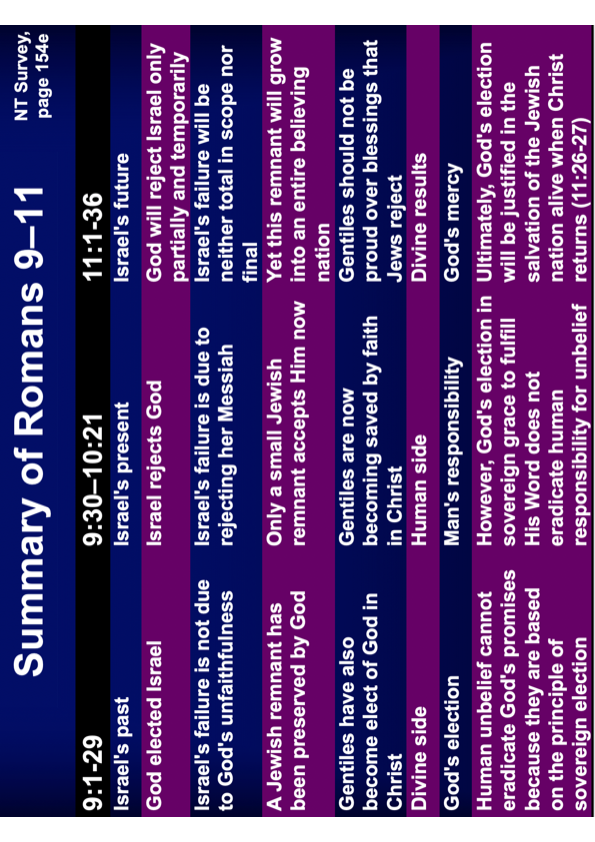 Summary of Romans 9–11
NT Survey,
page 154e
9:1-29
9:30–10:21
11:1-36
Israel's past
Israel's present
Israel's future
God elected Israel
Israel rejects God
God will reject Israel only
partially and temporarily
Israel's failure is not due
to God's unfaithfulness
Israel's failure is due to
rejecting her Messiah
Israel's failure will be
neither total in scope nor
final
A Jewish remnant has
been preserved by God
Only a small Jewish
remnant accepts Him now
Yet this remnant will grow
into an entire believing
nation
Gentiles have also
become elect of God in
Christ
Gentiles are now
becoming saved by faith
in Christ
Gentiles should not be
proud over blessings that
Jews reject
Divine side
Human side
Divine results
God's election
Man's responsibility
God's mercy
Human unbelief cannot
eradicate God's promises
because they are based
on the principle of
sovereign election
However, God's election in
sovereign grace to fulfill
His Word does not
eradicate human
responsibility for unbelief
Ultimately, God's election
will be justified in the
salvation of the Jewish
nation alive when Christ
returns (11:26-27)